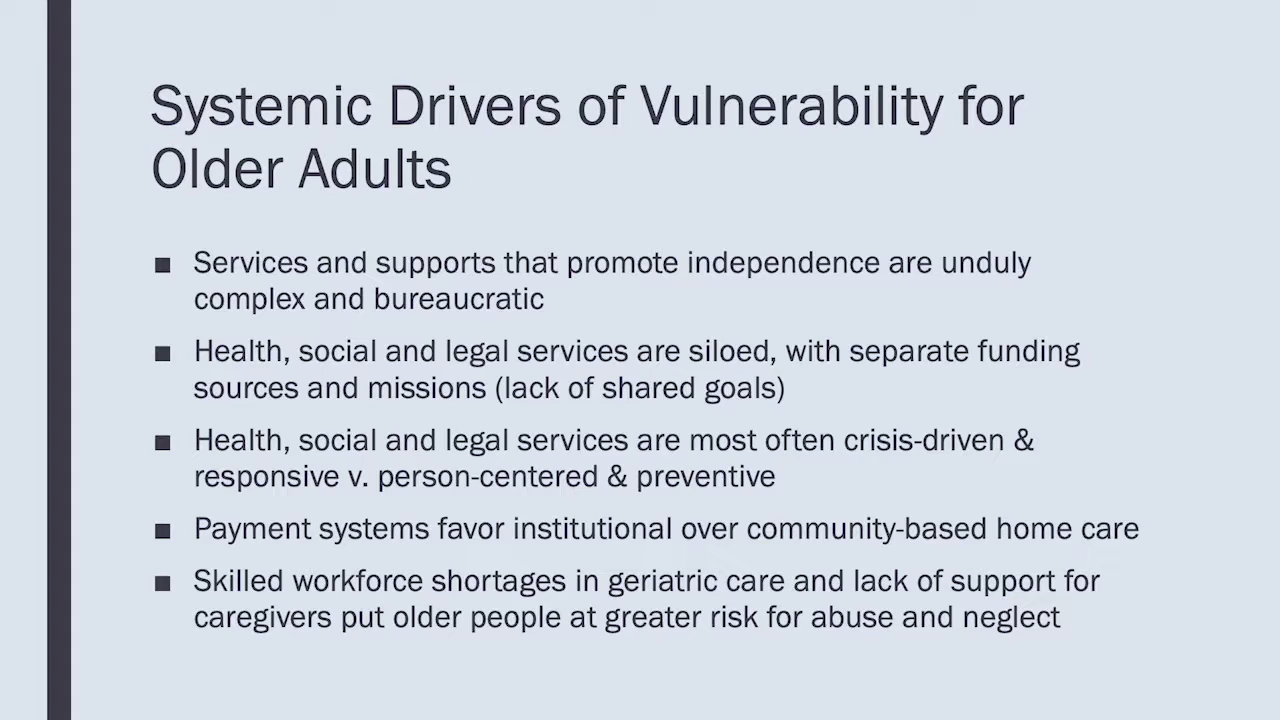 Systemic Drivers of Vulnerability for
Older Adults
■ Services and supports that promote independence are unduly
complex and bureaucratic
■ Health, social and legal services are siloed, with separate funding
sources and missions (lack of shared goals)
■ Health, social and legal services are most often crisis-driven &
responsive v. person-centered & preventive
■ Payment systems favor institutional over community-based home care
■ Skilled workforce shortages in geriatric care and lack of support for
caregivers put older people at greater risk for abuse and neglect